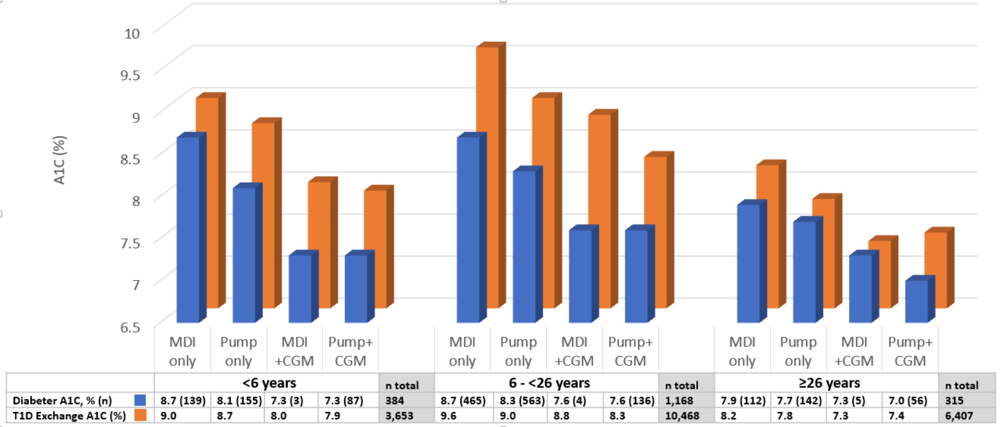 10
9.5
9
8.5
8
7.5
7
6.5
A1C (%)
MDI only Pump only MDI +CGM Pump+ CGM MDI only Pump only MDI +CGM Pump+ CGM MDI only Pump only MDI +CGM Pump+ CGM
<6 years n total 6 - <26 years n total ≥26 years n total
Diabeter A1C, % (n) 8.7 (139) 8.1 (155) 7.3 (3) 7.3 (87) 384 8.7 (465) 8.3 (563) 7.6 (4) 7.6 (136) 1,168 7.9 (112) 7.7 (142) 7.3 (5) 7.0 (56) 315
T1D Exchange A1C (%) 9.0 8.7 8.0 7.9 3,653 9.6 9.0 8.8 8.3 10,468 8.2 7.8 7.3 7.4 6,407